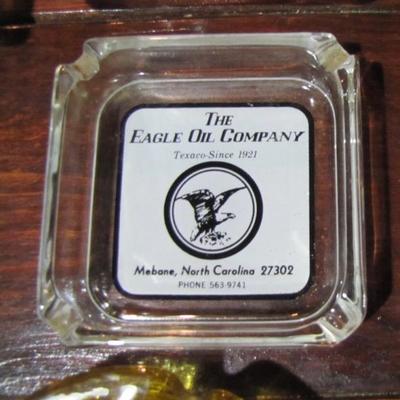 THE
EAGLE OIL COMPANY
Texaco-Since 1921
Mebane, North Carolina 27302
PHONE 563-9741